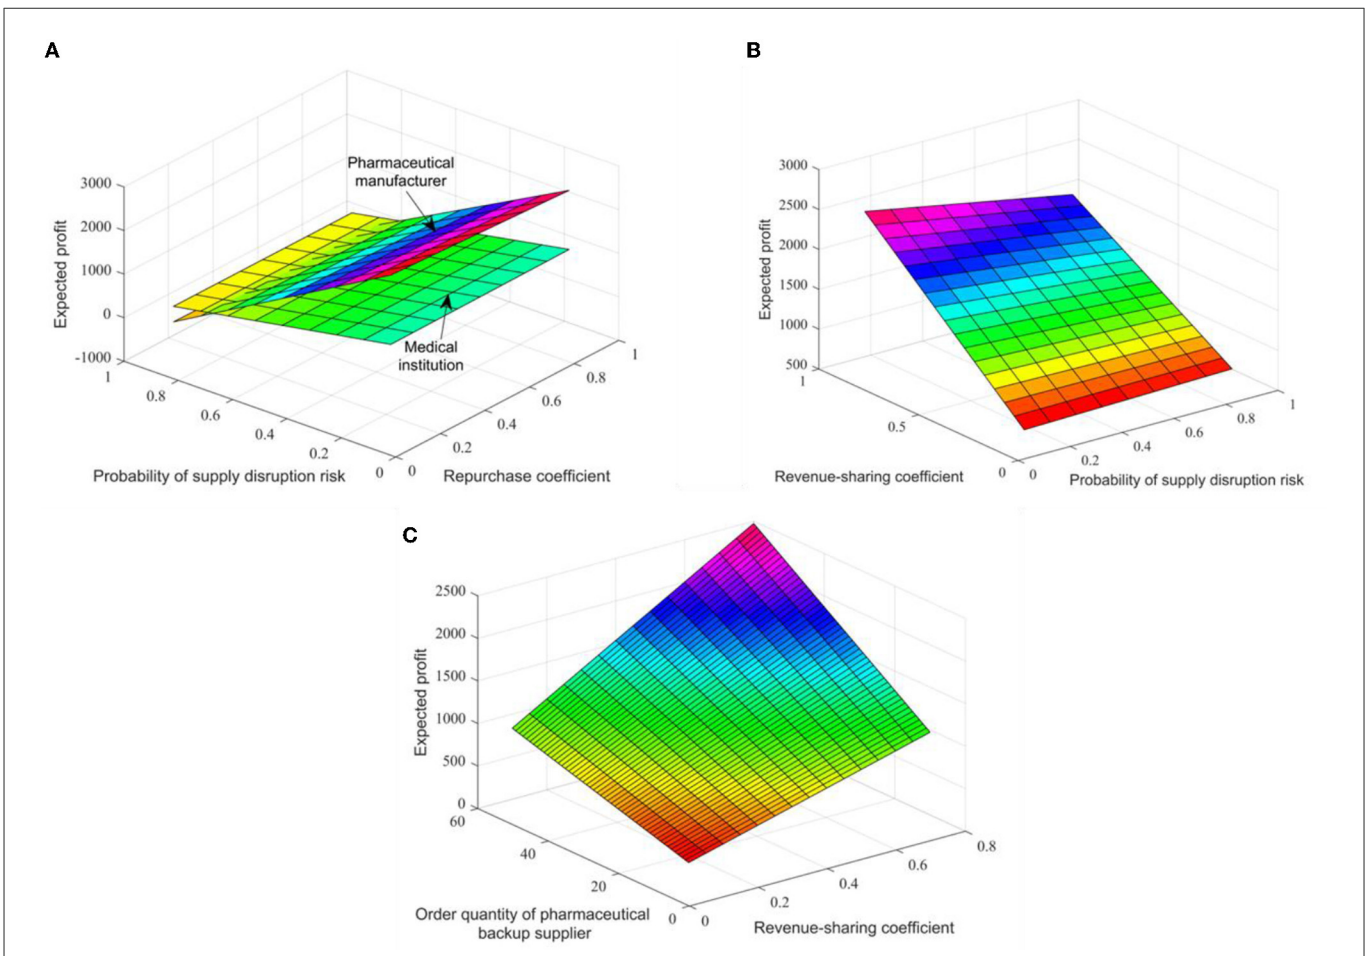 A
Pharmaceutical
manufacturer
3000
2000
1000
0
-1000
Expected profit
Medical
institution
1
0.8
0.6
0.4
0.2
0
Probability of supply disruption risk
0
0.2
0.4
0.6
0.8
1
Repurchase coefficient
B
3000
2500
2000
1500
1000
500
Expected profit
1
0.5
0
Revenue-sharing coefficient
0
0.2
0.4
0.6
0.8
1
Probability of supply disruption risk
C
2500
2000
1500
1000
500
0
Expected profit
60
40
20
0
Order quantity of pharmaceutical
backup supplier
0
0.2
0.4
0.6
0.8
Revenue-sharing coefficient